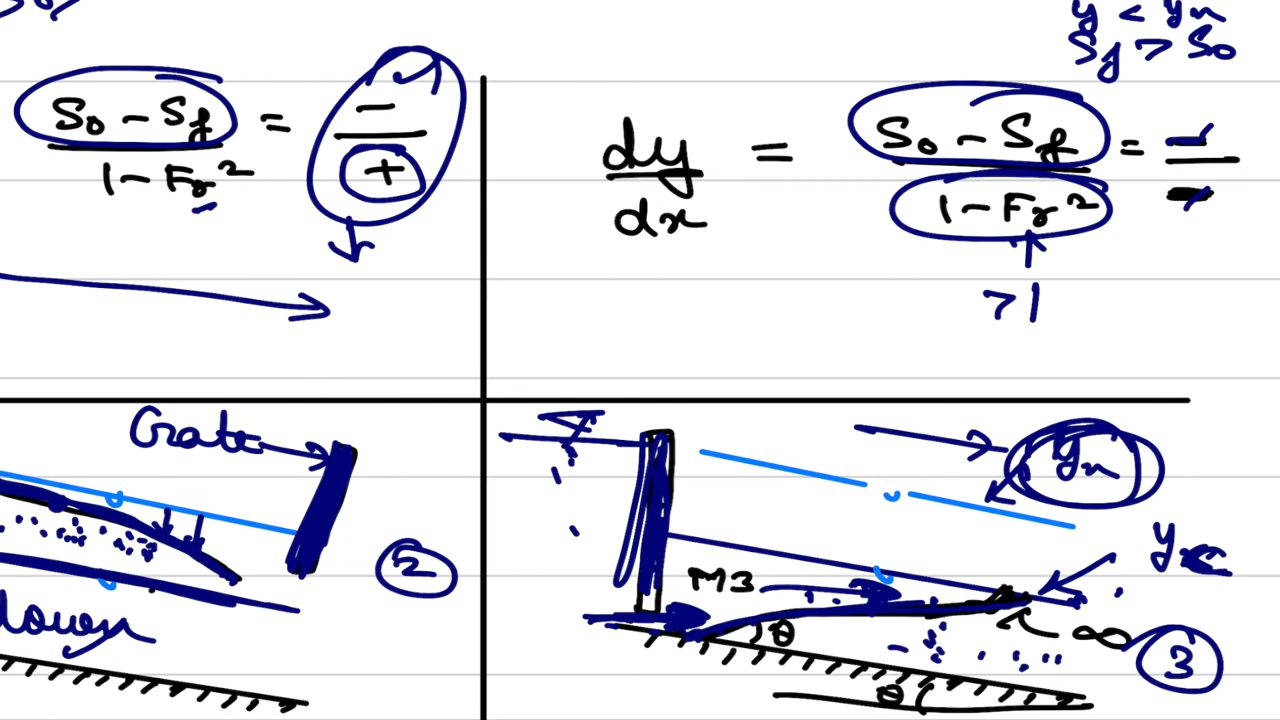 y < yn
Sf > So
So - Sf / 1 - Fr² = - / +
dy / dx = So - Sf / 1 - Fr² = - / -
> 1
Gate
yn
yc
2
M3
θ
∞
3
down
θ